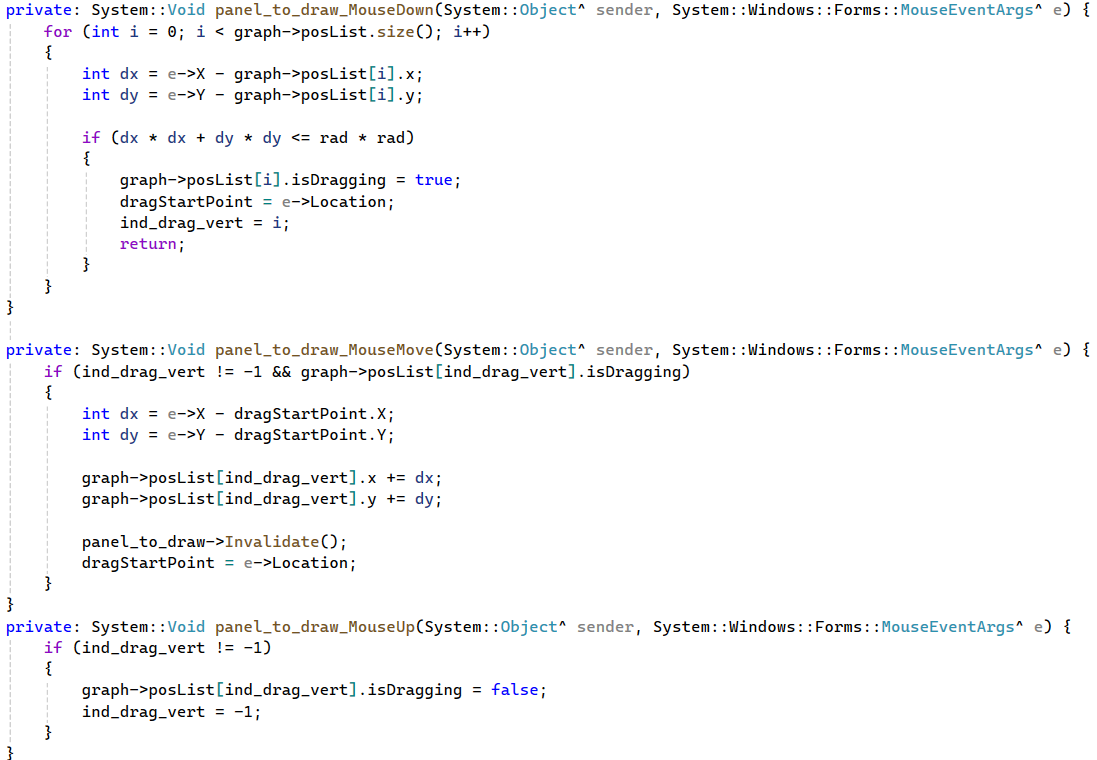 private: System::Void panel_to_draw_MouseDown(System::Object^ sender, System::Windows::Forms::MouseEventArgs^ e) {
    for (int i = 0; i < graph->posList.size(); i++)
    {
        int dx = e->X - graph->posList[i].x;
        int dy = e->Y - graph->posList[i].y;

        if (dx * dx + dy * dy <= rad * rad)
        {
            graph->posList[i].isDragging = true;
            dragStartPoint = e->Location;
            ind_drag_vert = i;
            return;
        }
    }
}

private: System::Void panel_to_draw_MouseMove(System::Object^ sender, System::Windows::Forms::MouseEventArgs^ e) {
    if (ind_drag_vert != -1 && graph->posList[ind_drag_vert].isDragging)
    {
        int dx = e->X - dragStartPoint.X;
        int dy = e->Y - dragStartPoint.Y;

        graph->posList[ind_drag_vert].x += dx;
        graph->posList[ind_drag_vert].y += dy;

        panel_to_draw->Invalidate();
        dragStartPoint = e->Location;
    }
}
private: System::Void panel_to_draw_MouseUp(System::Object^ sender, System::Windows::Forms::MouseEventArgs^ e) {
    if (ind_drag_vert != -1)
    {
        graph->posList[ind_drag_vert].isDragging = false;
        ind_drag_vert = -1;
    }
}